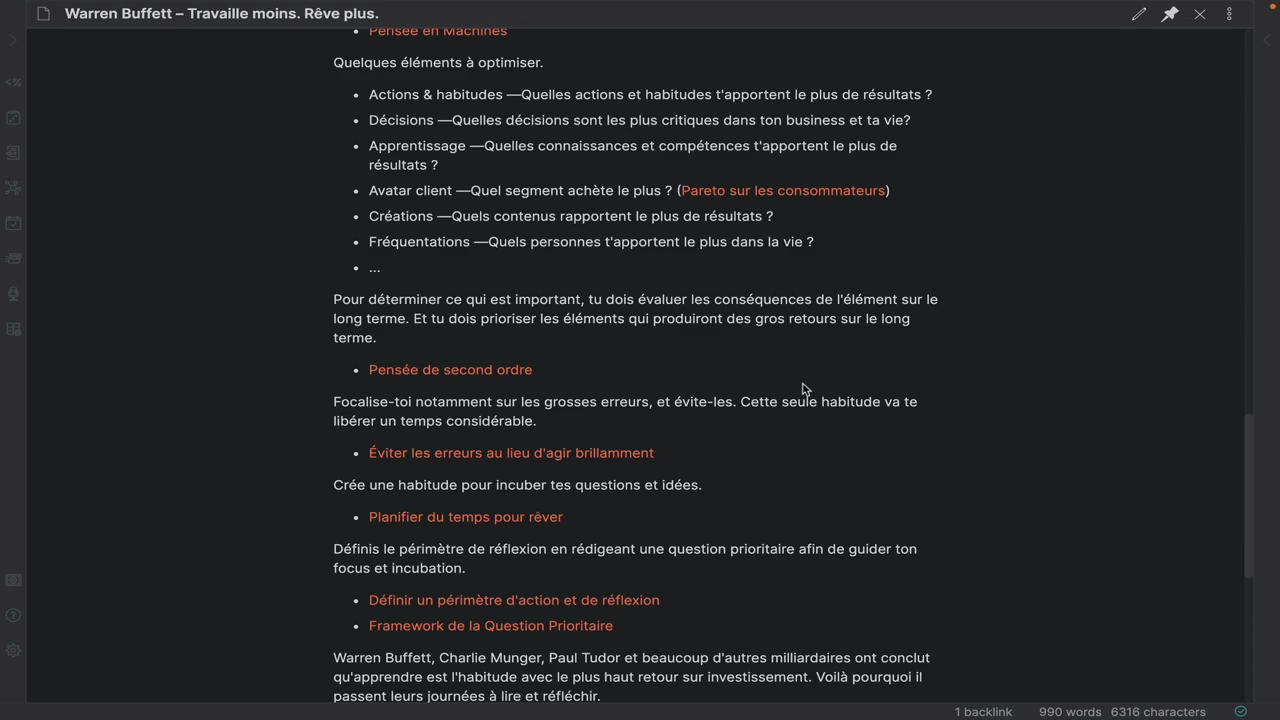 Warren Buffett – Travaille moins. Rêve plus.
Pensée en Machines
Quelques éléments à optimiser.
Actions & habitudes —Quelles actions et habitudes t'apportent le plus de résultats ?
Décisions —Quelles décisions sont les plus critiques dans ton business et ta vie?
Apprentissage —Quelles connaissances et compétences t'apportent le plus de
résultats ?
Avatar client —Quel segment achète le plus ? (Pareto sur les consommateurs)
Créations —Quels contenus rapportent le plus de résultats ?
Fréquentations —Quels personnes t'apportent le plus dans la vie ?
...
Pour déterminer ce qui est important, tu dois évaluer les conséquences de l'élément sur le
long terme. Et tu dois prioriser les éléments qui produiront des gros retours sur le long
terme.
Pensée de second ordre
Focalise-toi notamment sur les grosses erreurs, et évite-les. Cette seule habitude va te
libérer un temps considérable.
Éviter les erreurs au lieu d'agir brillamment
Crée une habitude pour incuber tes questions et idées.
Planifier du temps pour rêver
Définis le périmètre de réflexion en rédigeant une question prioritaire afin de guider ton
focus et incubation.
Définir un périmètre d'action et de réflexion
Framework de la Question Prioritaire
Warren Buffett, Charlie Munger, Paul Tudor et beaucoup d'autres milliardaires ont conclut
qu'apprendre est l'habitude avec le plus haut retour sur investissement. Voilà pourquoi il
passent leurs journées à lire et réfléchir.
1 backlink 990 words 6316 characters